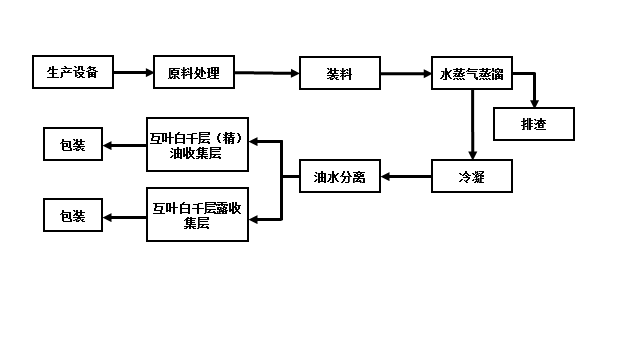 生产设备
原料处理
装料
水蒸气蒸馏
排渣
包装
互叶白千层（精）
油收集层
油水分离
冷凝
包装
互叶白千层露收
集层